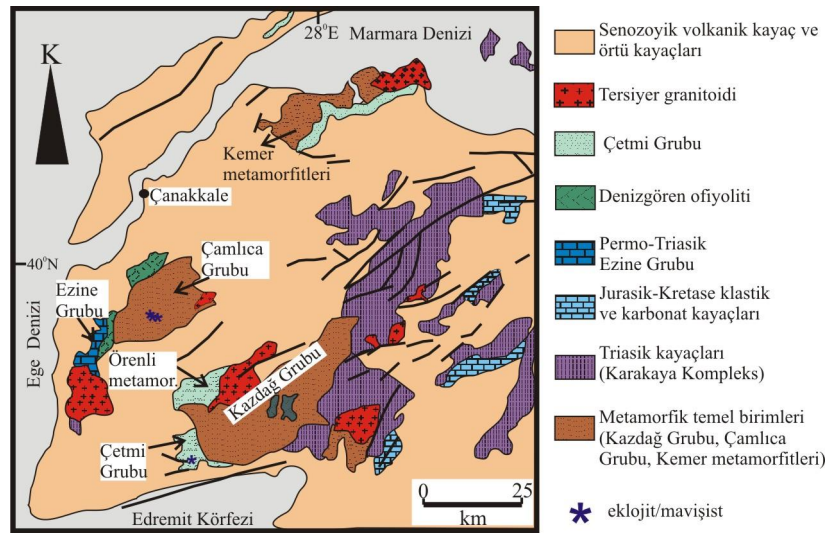 28°E
Marmara Denizi
K
Kemer
metamorfitleri
Çanakkale
40°N
Çamlıca
Grubu
Ezine
Grubu
Ege Denizi
Örenli
metamor.
Kazdağ Grubu
Çetmi
Grubu
Edremit Körfezi
0 25
km
Senozoyik volkanik kayaç ve
örtü kayaçları
Tersiyer granitoidi
Çetmi Grubu
Denizgören ofiyoliti
Permo-Triasik
Ezine Grubu
Jurasik-Kretase klastik
ve karbonat kayaçları
Triasik kayaçları
(Karakaya Kompleks)
Metamorfik temel birimleri
(Kazdağ Grubu, Çamlıca
Grubu, Kemer metamorfitleri)
eklojit/mavişist